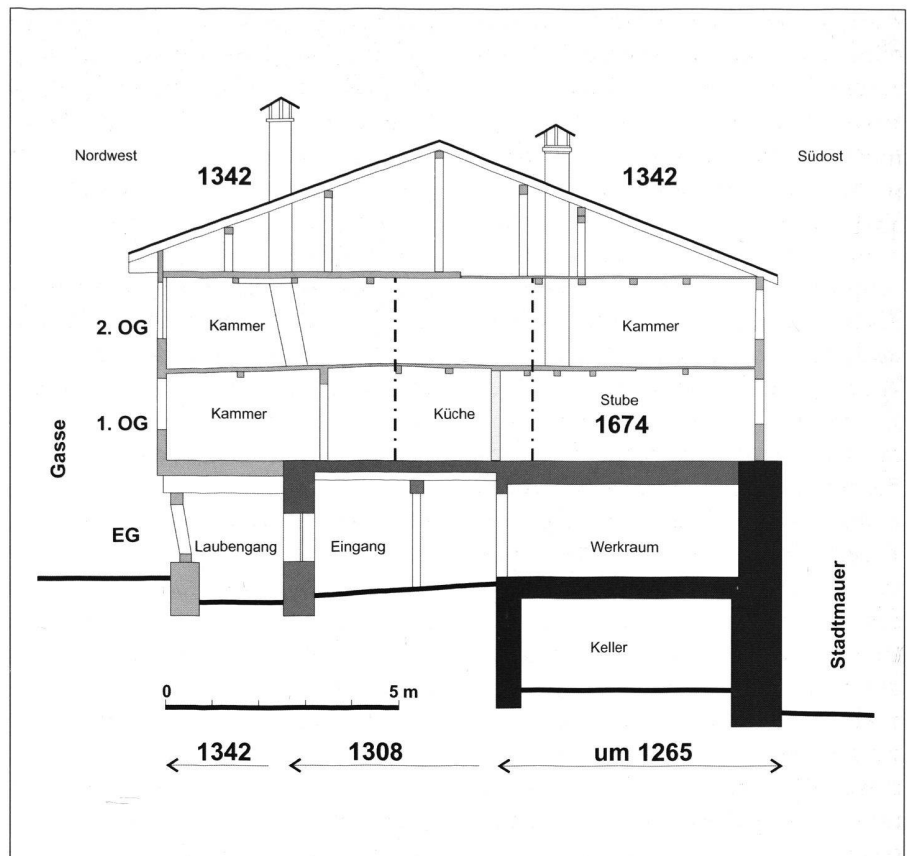 Nordwest
Südost
1342
1342
2. OG
Kammer
Kammer
1. OG
Kammer
Küche
Stube
1674
Gasse
EG
Laubengang
Eingang
Werkraum
Keller
Stadtmauer
0
5 m
1342
1308
um 1265